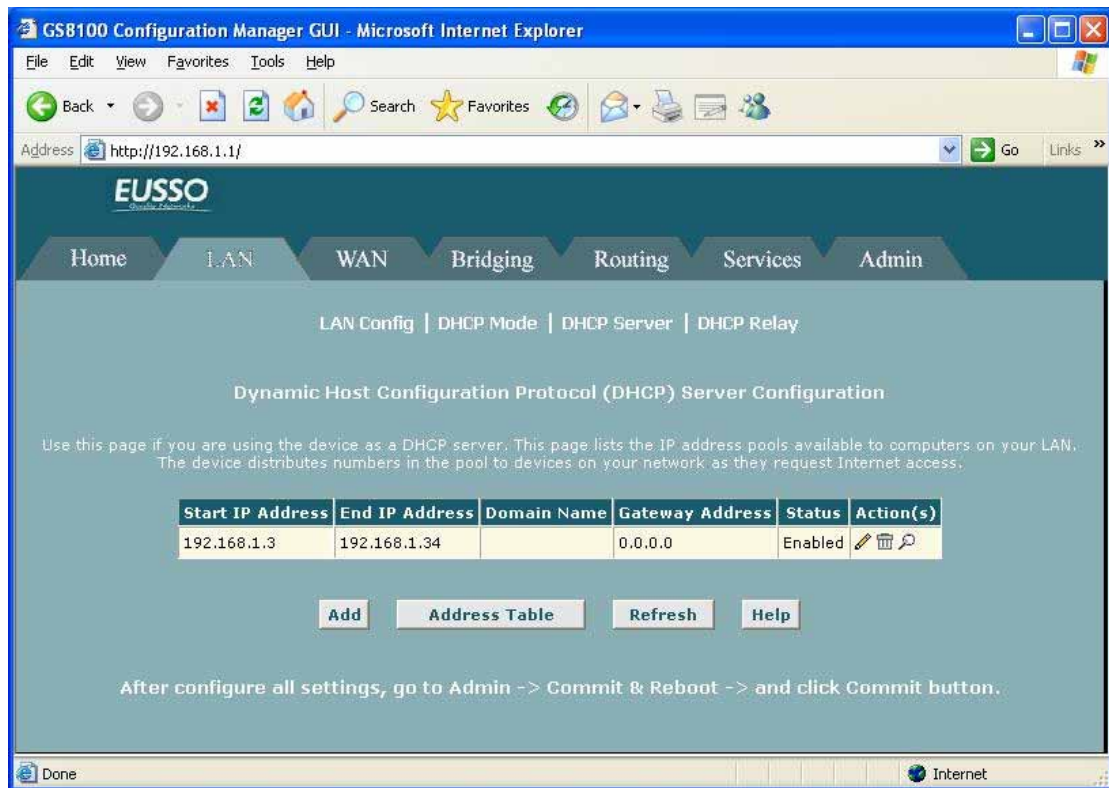 GS8100 Configuration Manager GUI - Microsoft Internet Explorer
File Edit View Favorites Tools Help
Back Search Favorites
Address http://192.168.1.1/ Go Links »
EUSSO
Quality Networks
Home LAN WAN Bridging Routing Services Admin
LAN Config | DHCP Mode | DHCP Server | DHCP Relay
Dynamic Host Configuration Protocol (DHCP) Server Configuration
Use this page if you are using the device as a DHCP server. This page lists the IP address pools available to computers on your LAN.
The device distributes numbers in the pool to devices on your network as they request Internet access.
Start IP Address End IP Address Domain Name Gateway Address Status Action(s)
192.168.1.3 192.168.1.34 0.0.0.0 Enabled
Add Address Table Refresh Help
After configure all settings, go to Admin -> Commit & Reboot -> and click Commit button.
Done Internet